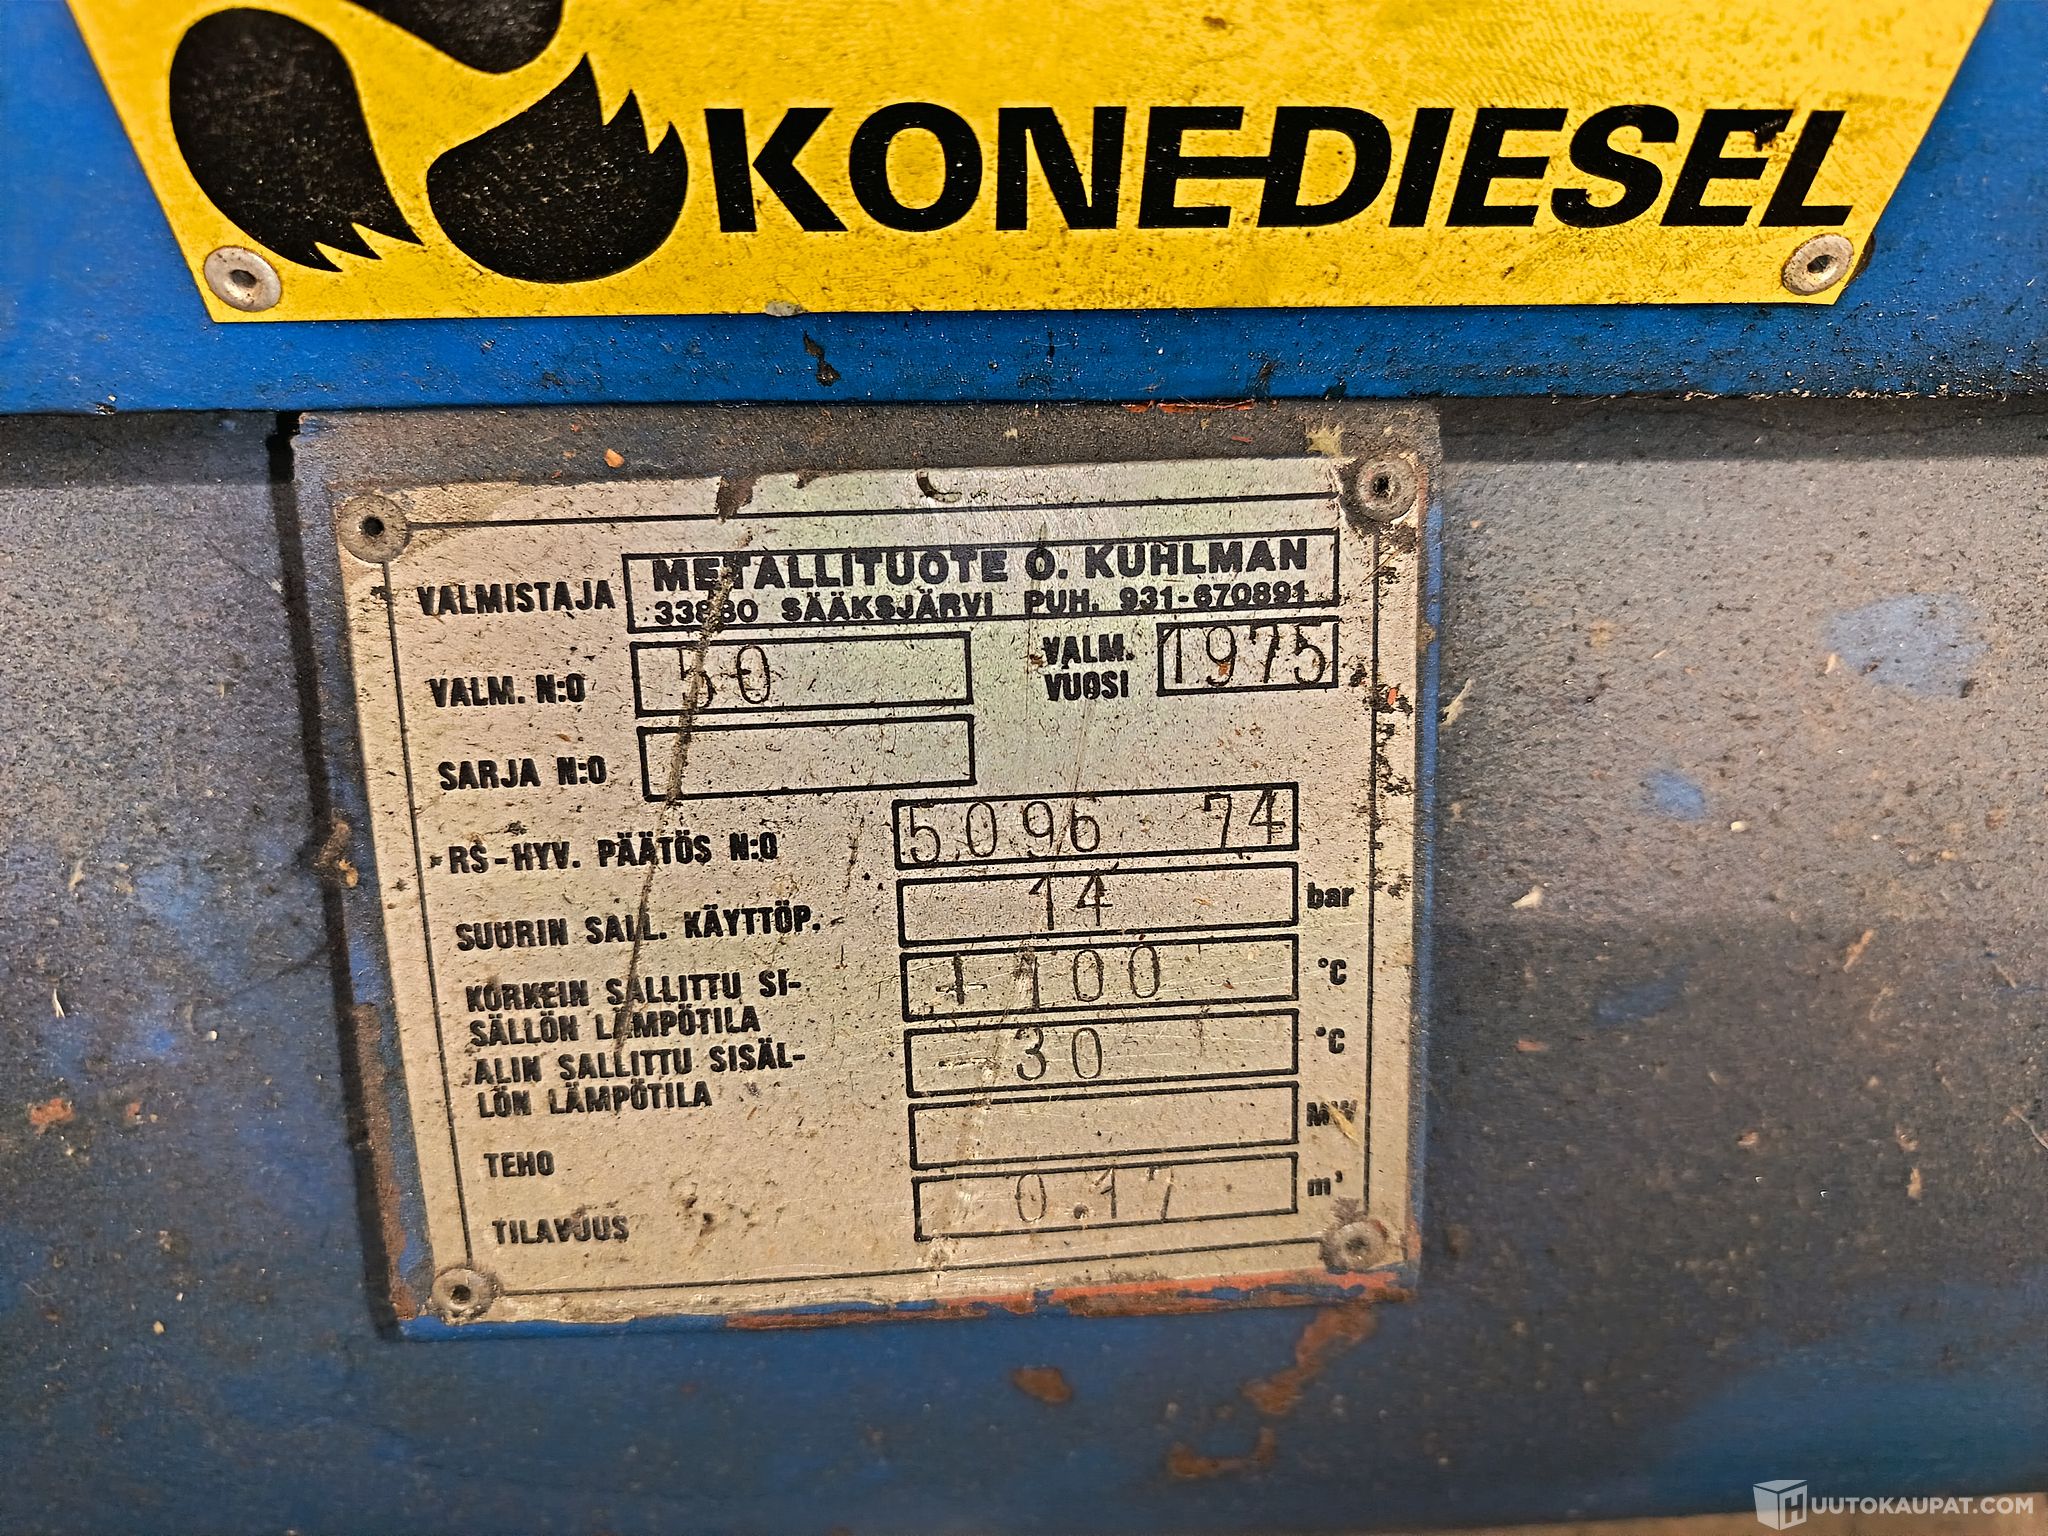 KONE-DIESEL
VALMISTAJA METALLITUOTE O. KUHLMAN
33880 SÄÄKSJÄRVI PUH. 931-670891
VALM. N:O 50 VALM. VUOSI 1975
SARJA N:O
RS-HYV. PÄÄTÖS N:O 5096 74
SUURIN SALL. KÄYTTÖP. 14 bar
KORKEIN SALLITTU SI-
SÄLLÖN LÄMPÖTILA +100 °C
ALIN SALLITTU SISÄL-
LÖN LÄMPÖTILA -30 °C
TEHO MW
TILAVUUS 0.17 m³
HUUTOKAUPAT.COM